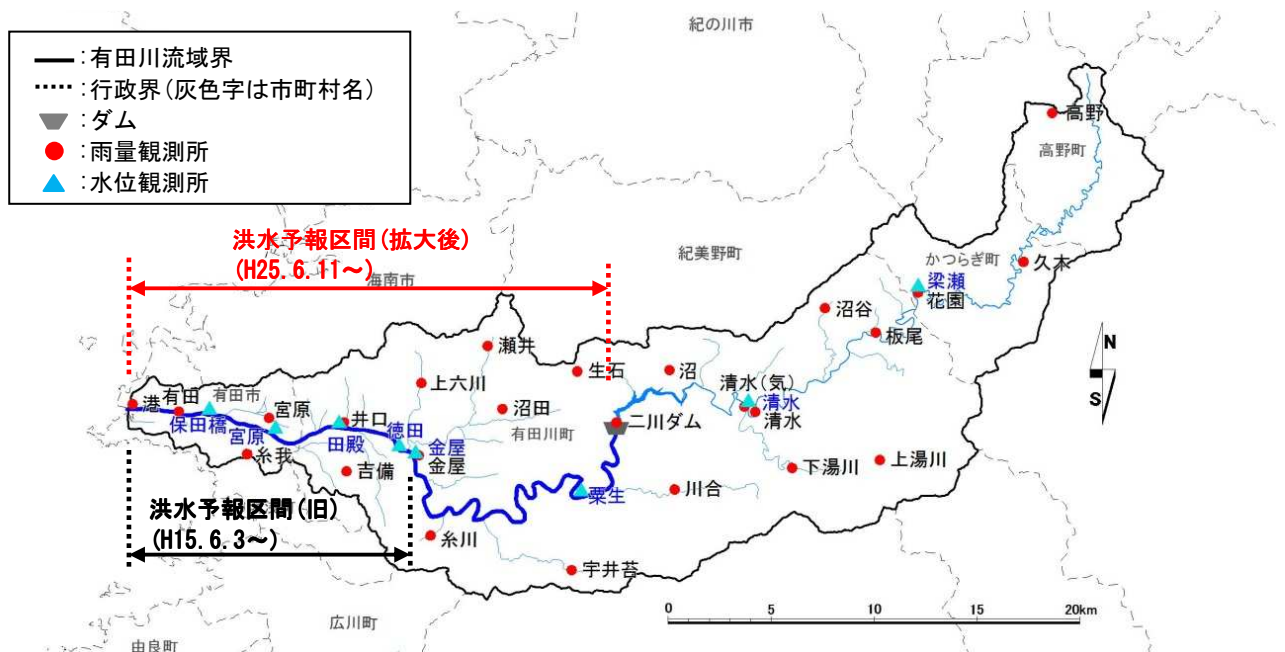 紀の川市
━━:有田川流域界
┅┅:行政界(灰色字は市町村名)
:ダム
:雨量観測所
:水位観測所
高野
高野町
洪水予報区間(拡大後)
(H25.6.11～)
海南市
紀美野町
かつらぎ町
久木
梁瀬
花園
沼谷
板尾
瀬井
生石
沼
上六川
清水(気)
清水
清水
N
S
港
有田
有田市
保田橋
宮原
宮原
井口
田殿
徳田
沼田
有田川町
二川ダム
金屋
金屋
糸我
吉備
粟生
川合
下湯川
上湯川
洪水予報区間(旧)
(H15.6.3～)
糸川
宇井苔
0 5 10 15 20km
広川町
由良町